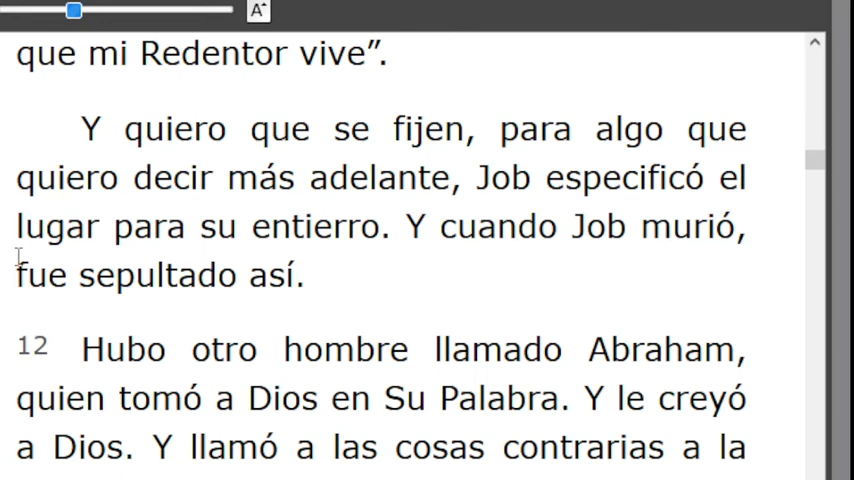 A
que mi Redentor vive”.
Y quiero que se fijen, para algo que
quiero decir más adelante, Job especificó el
lugar para su entierro. Y cuando Job murió,
fue sepultado así.
12 Hubo otro hombre llamado Abraham,
quien tomó a Dios en Su Palabra. Y le creyó
a Dios. Y llamó a las cosas contrarias a la